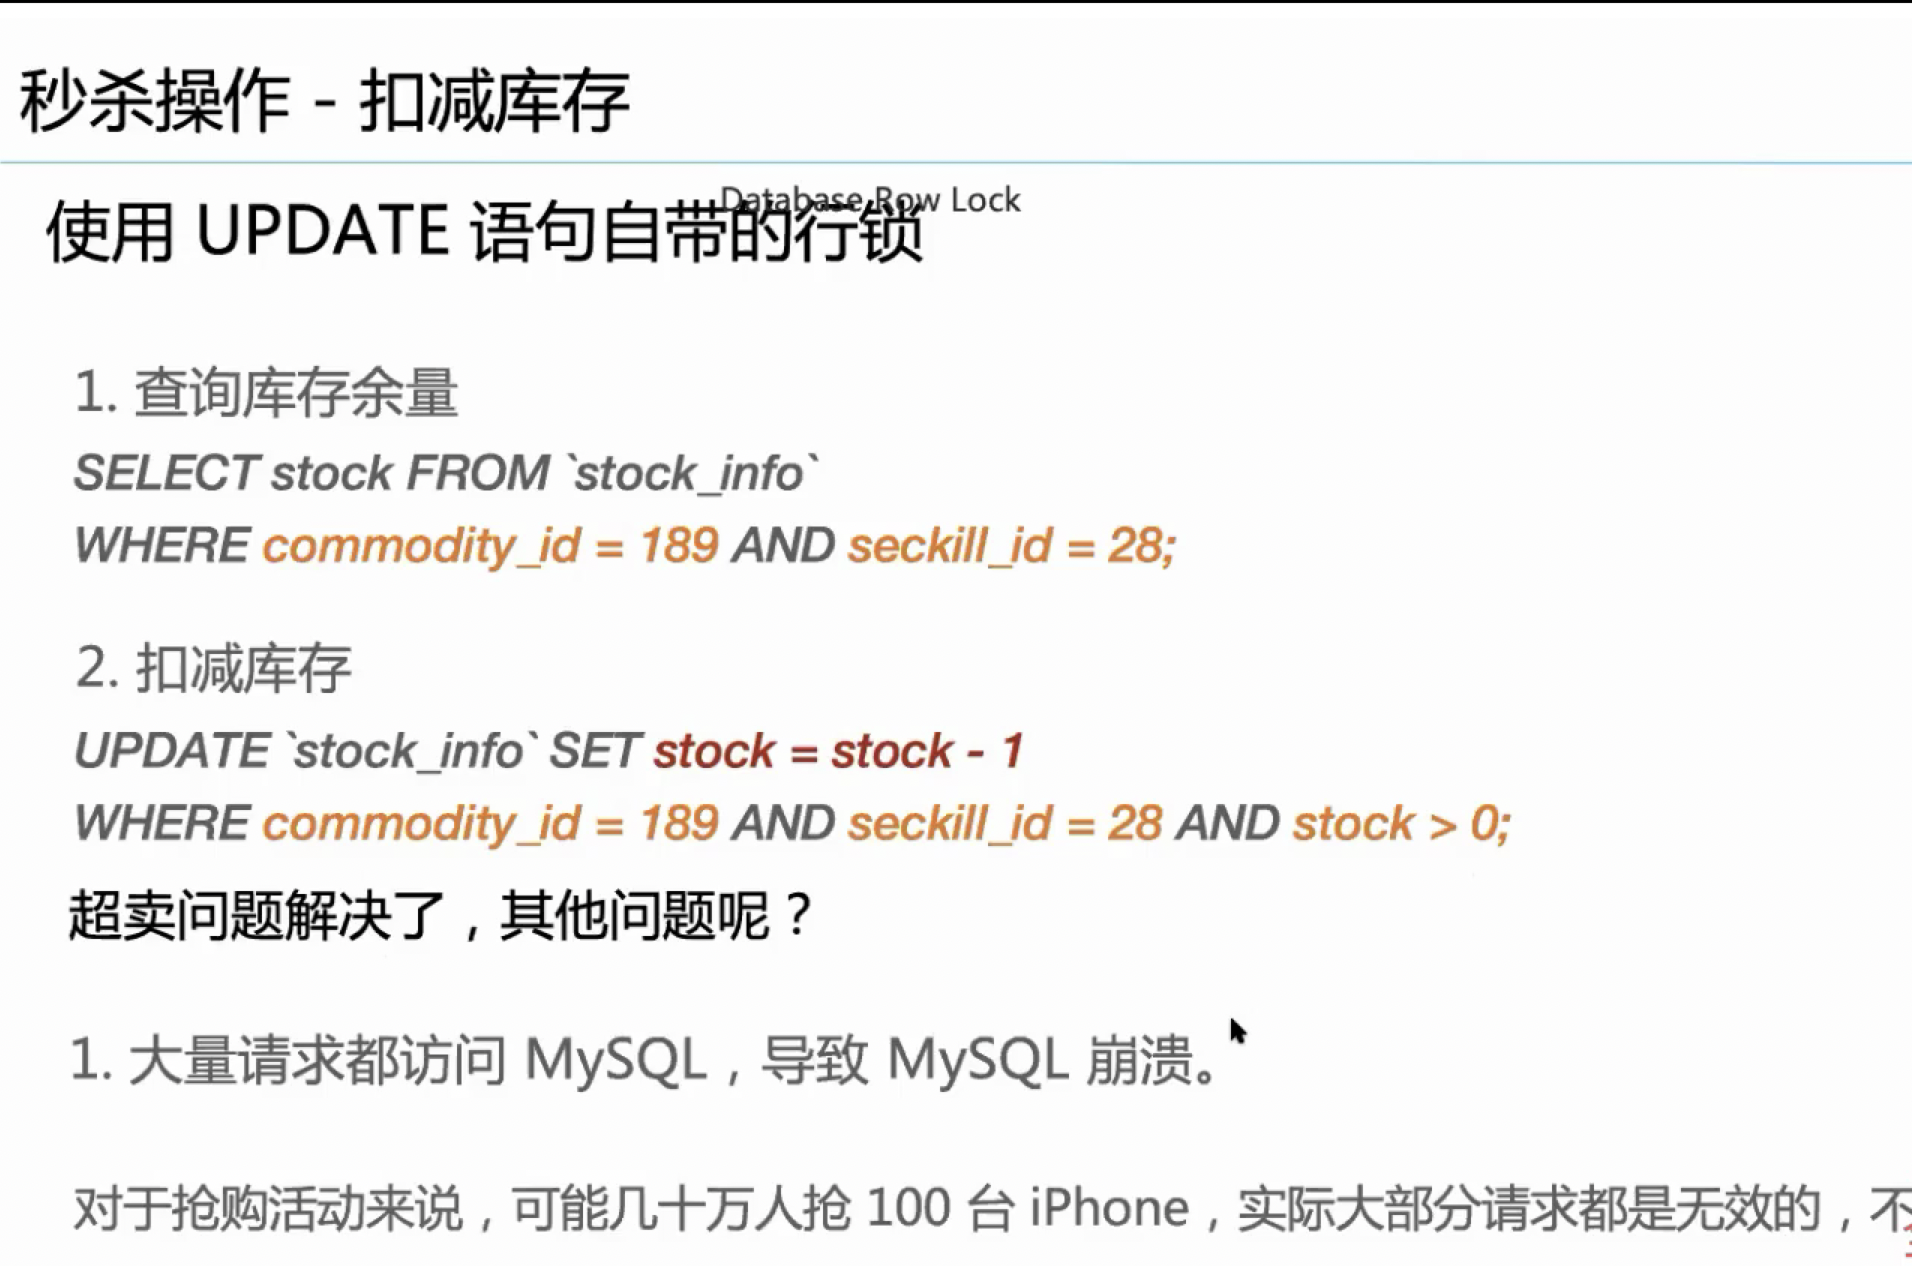 秒杀操作 - 扣减库存
Database Row Lock
使用 UPDATE 语句自带的行锁
1. 查询库存余量
SELECT stock FROM `stock_info`
WHERE commodity_id = 189 AND seckill_id = 28;
2. 扣减库存
UPDATE `stock_info` SET stock = stock - 1
WHERE commodity_id = 189 AND seckill_id = 28 AND stock > 0;
超卖问题解决了，其他问题呢？
1. 大量请求都访问 MySQL，导致 MySQL 崩溃。
对于抢购活动来说，可能几十万人抢 100 台 iPhone，实际大部分请求都是无效的，不